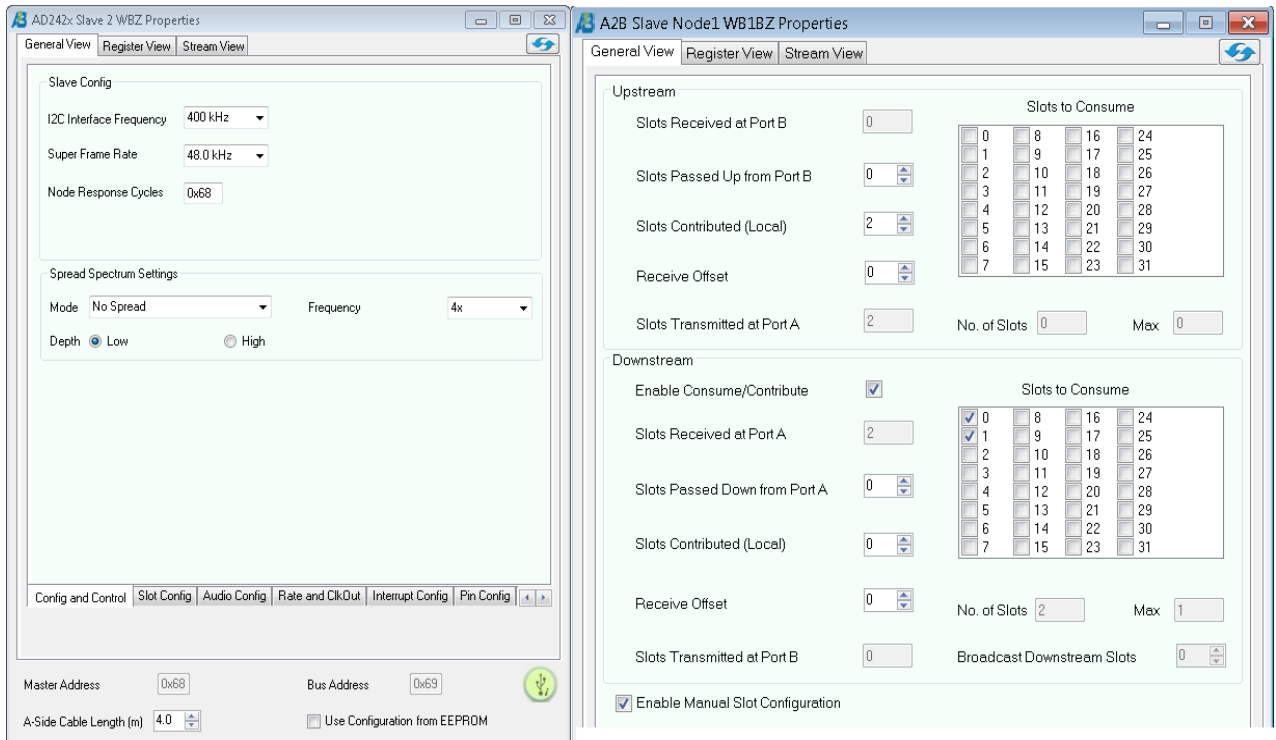 AD242x Slave 2 WBZ Properties
General View Register View Stream View
Slave Config
I2C Interface Frequency 400 kHz
Super Frame Rate 48.0 kHz
Node Response Cycles 0x68
Spread Spectrum Settings
Mode No Spread Frequency 4x
Depth Low High
Config and Control Slot Config Audio Config Rate and ClkOut Interrupt Config Pin Config
Master Address 0x68 Bus Address 0x69
A-Side Cable Length (m) 4.0 Use Configuration from EEPROM
A2B Slave Node1 WB1BZ Properties
General View Register View Stream View
Upstream
Slots to Consume
Slots Received at Port B 0
Slots Passed Up from Port B 0
Slots Contributed (Local) 2
Receive Offset 0
Slots Transmitted at Port A 2
0 8 16 24
1 9 17 25
2 10 18 26
3 11 19 27
4 12 20 28
5 13 21 29
6 14 22 30
7 15 23 31
No. of Slots 0 Max 0
Downstream
Enable Consume/Contribute
Slots to Consume
Slots Received at Port A 2
Slots Passed Down from Port A 0
Slots Contributed (Local) 0
Receive Offset 0
Slots Transmitted at Port B 0
0 8 16 24
1 9 17 25
2 10 18 26
3 11 19 27
4 12 20 28
5 13 21 29
6 14 22 30
7 15 23 31
No. of Slots 2 Max 1
Broadcast Downstream Slots 0
Enable Manual Slot Configuration